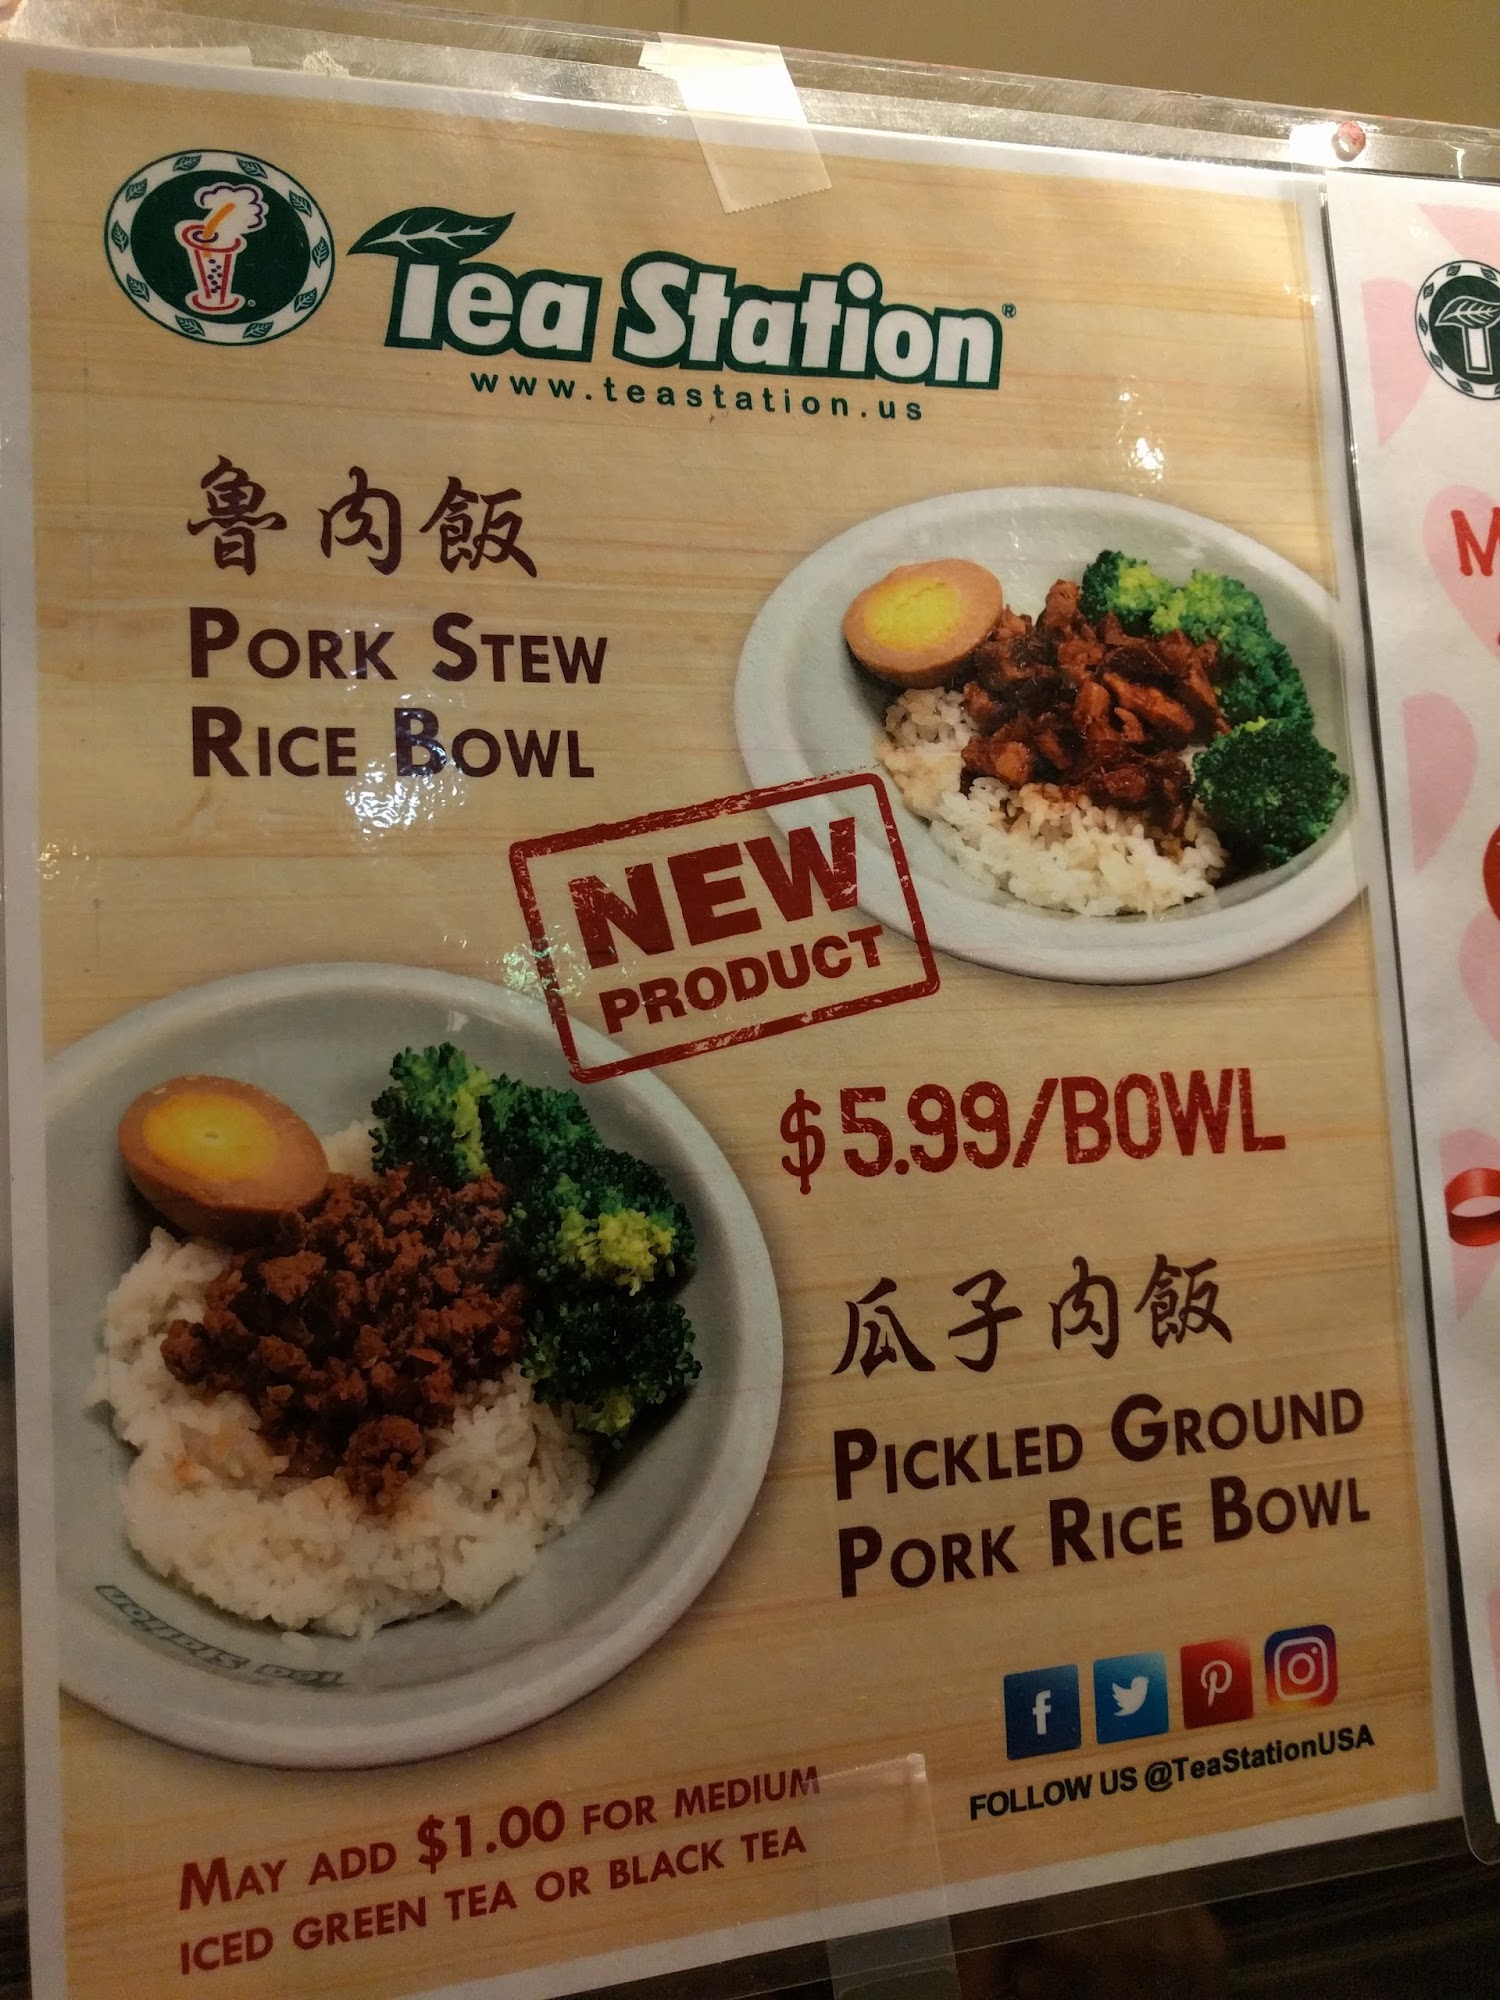 Tea Station®
www.teastation.us
魯肉飯
PORK STEW
RICE BOWL
NEW
PRODUCT
$5.99/BOWL
瓜子肉飯
PICKLED GROUND
PORK RICE BOWL
Tea Station
FOLLOW US @TeaStationUSA
MAY ADD $1.00 FOR MEDIUM
ICED GREEN TEA OR BLACK TEA
T
M